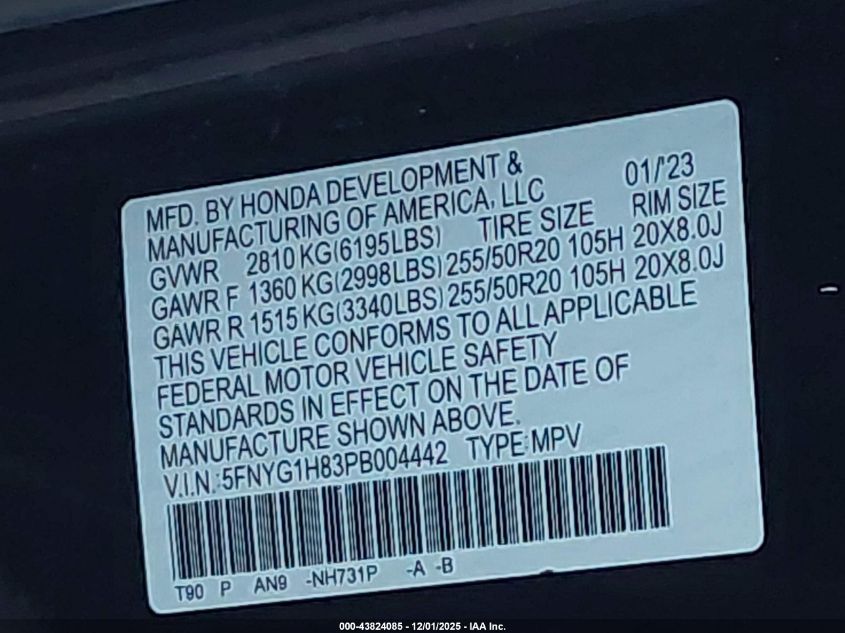 MFD. BY HONDA DEVELOPMENT & 01/'23
MANUFACTURING OF AMERICA, LLC
GVWR 2810 KG(6195LBS) TIRE SIZE RIM SIZE
GAWR F 1360 KG(2998LBS) 255/50R20 105H 20X8.0J
GAWR R 1515 KG(3340LBS) 255/50R20 105H 20X8.0J
THIS VEHICLE CONFORMS TO ALL APPLICABLE
FEDERAL MOTOR VEHICLE SAFETY
STANDARDS IN EFFECT ON THE DATE OF
MANUFACTURE SHOWN ABOVE.
V.I.N.:5FNYG1H83PB004442 TYPE:MPV
T90 P AN9 -NH731P -A -B
000-43824085 - 12/01/2025 - IAA Inc.